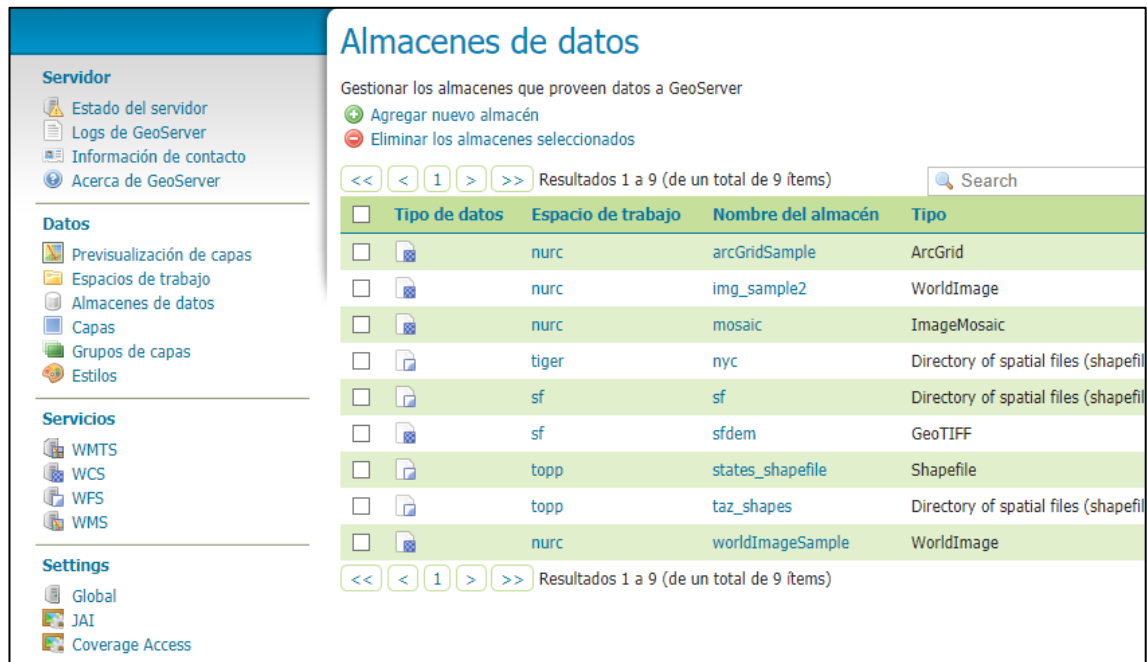 Almacenes de datos
Gestionar los almacenes que proveen datos a GeoServer
Agregar nuevo almacén
Eliminar los almacenes seleccionados
Servidor
Estado del servidor
Logs de GeoServer
Información de contacto
Acerca de GeoServer
Datos
Previsualización de capas
Espacios de trabajo
Almacenes de datos
Capas
Grupos de capas
Estilos
Servicios
WMTS
WCS
WFS
WMS
Settings
Global
JAI
Coverage Access
<< < 1 > >> Resultados 1 a 9 (de un total de 9 ítems) Search
Tipo de datos Espacio de trabajo Nombre del almacén Tipo
nurc arcGridSample ArcGrid
nurc img_sample2 WorldImage
nurc mosaic ImageMosaic
tiger nyc Directory of spatial files (shapefil
sf sf Directory of spatial files (shapefil
sf sfdem GeoTIFF
topp states_shapefile Shapefile
topp taz_shapes Directory of spatial files (shapefil
nurc worldImageSample WorldImage
<< < 1 > >> Resultados 1 a 9 (de un total de 9 ítems)